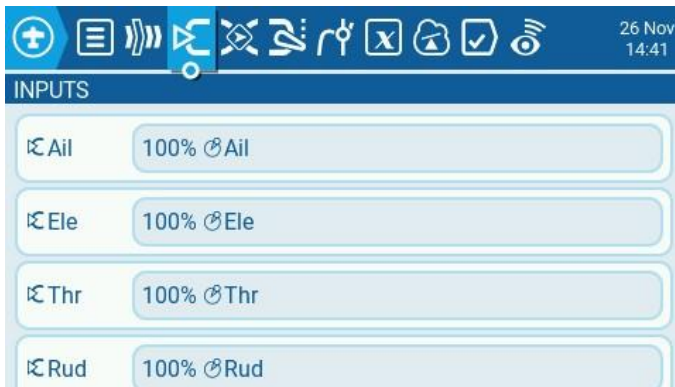 26 Nov
14:41
INPUTS
Ail 100% Ail
Ele 100% Ele
Thr 100% Thr
Rud 100% Rud